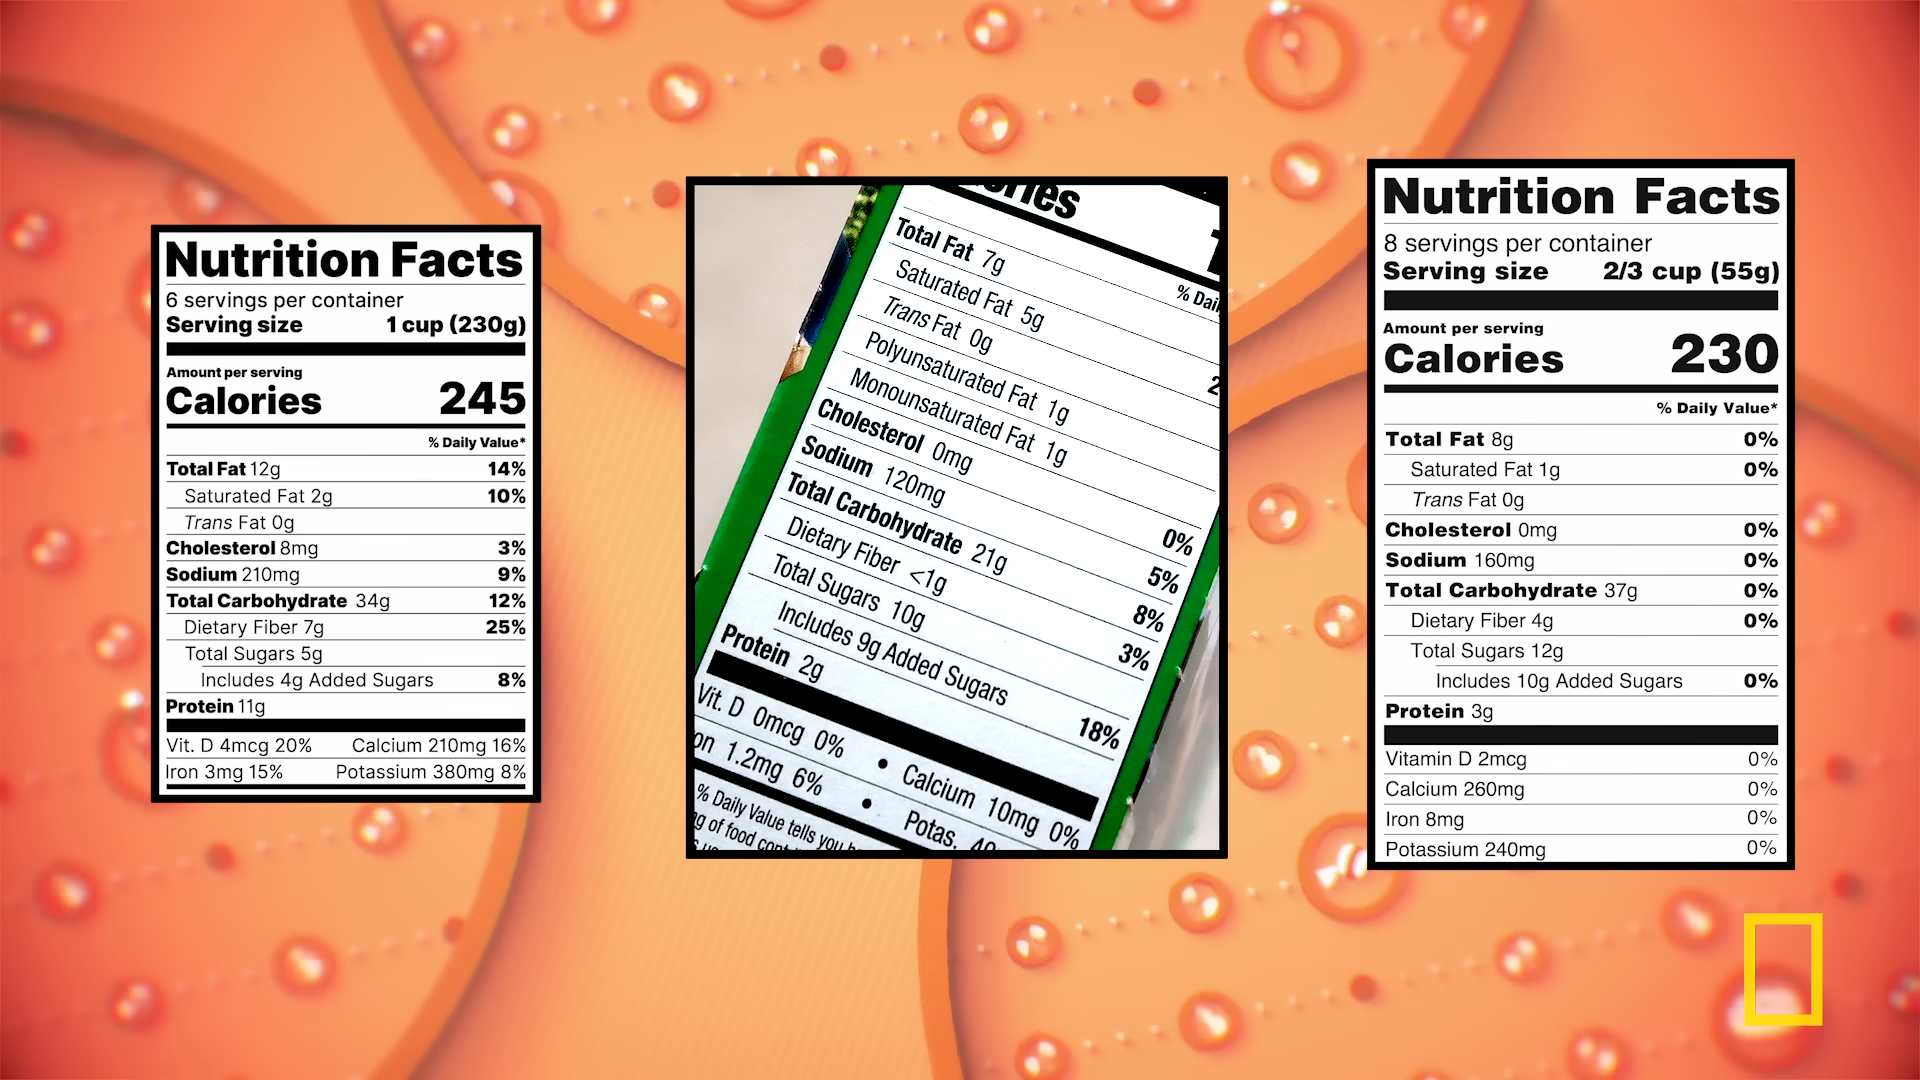 Nutrition Facts
6 servings per container
Serving size 1 cup (230g)
Amount per serving
Calories 245
% Daily Value*
Total Fat 12g 14%
Saturated Fat 2g 10%
Trans Fat 0g
Cholesterol 8mg 3%
Sodium 210mg 9%
Total Carbohydrate 34g 12%
Dietary Fiber 7g 25%
Total Sugars 5g
Includes 4g Added Sugars 8%
Protein 11g
Vit. D 4mcg 20% Calcium 210mg 16%
Iron 3mg 15% Potassium 380mg 8%
Total Fat 7g
Saturated Fat 5g
Trans Fat 0g
Polyunsaturated Fat 1g
Monounsaturated Fat 1g
Cholesterol 0mg 0%
Sodium 120mg 5%
Total Carbohydrate 21g 8%
Dietary Fiber <1g 3%
Total Sugars 10g
Includes 9g Added Sugars 18%
Protein 2g
Vit. D 0mcg 0% • Calcium 10mg 0%
1.2mg 6% • Potas.
% Daily Value tells you
of food
Nutrition Facts
8 servings per container
Serving size 2/3 cup (55g)
Amount per serving
Calories 230
% Daily Value*
Total Fat 8g 0%
Saturated Fat 1g 0%
Trans Fat 0g
Cholesterol 0mg 0%
Sodium 160mg 0%
Total Carbohydrate 37g 0%
Dietary Fiber 4g 0%
Total Sugars 12g
Includes 10g Added Sugars 0%
Protein 3g
Vitamin D 2mcg 0%
Calcium 260mg 0%
Iron 8mg 0%
Potassium 240mg 0%